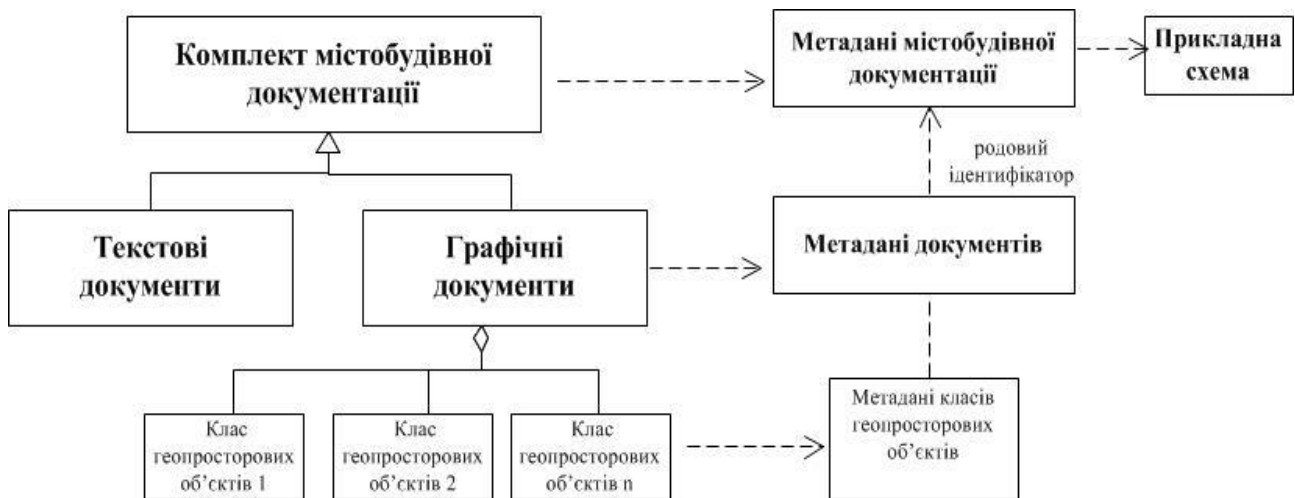 Комплект містобудівної
документації
Метадані містобудівної
документації
Прикладна
схема
родовий
ідентифікатор
Текстові
документи
Графічні
документи
Метадані документів
Клас
геопросторових
об’єктів 1
Клас
геопросторових
об’єктів 2
Клас
геопросторових
об’єктів n
Метадані класів
геопросторових
об’єктів